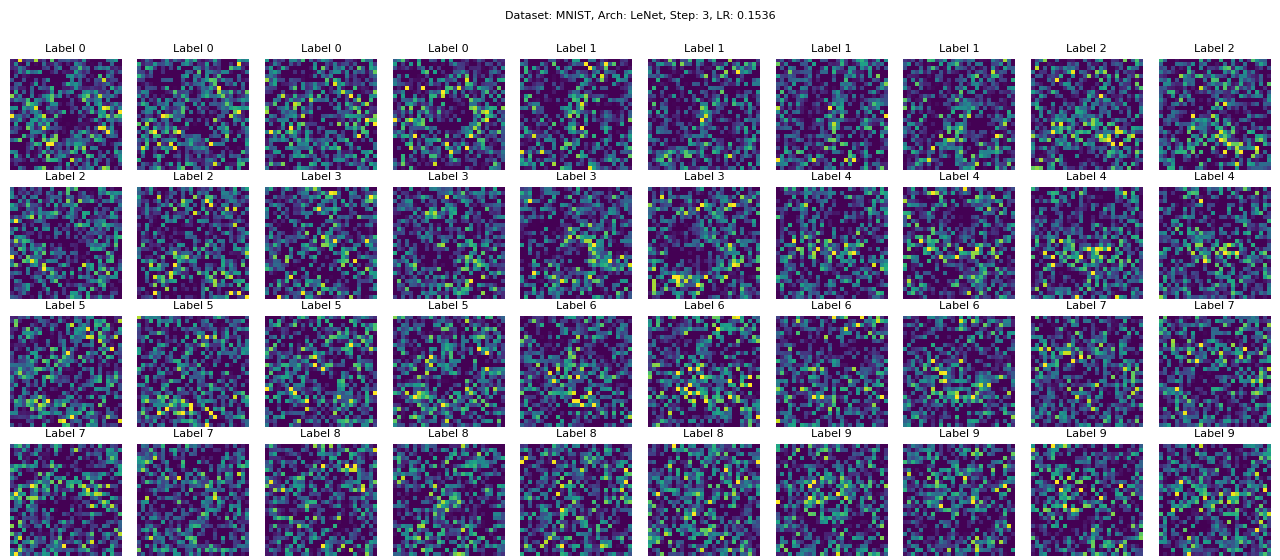 Dataset: MNIST, Arch: LeNet, Step: 3, LR: 0.1536
Label 0 Label 0 Label 0 Label 0 Label 1 Label 1 Label 1 Label 1 Label 2 Label 2
Label 2 Label 2 Label 3 Label 3 Label 3 Label 3 Label 4 Label 4 Label 4 Label 4
Label 5 Label 5 Label 5 Label 5 Label 6 Label 6 Label 6 Label 6 Label 7 Label 7
Label 7 Label 7 Label 8 Label 8 Label 8 Label 8 Label 9 Label 9 Label 9 Label 9